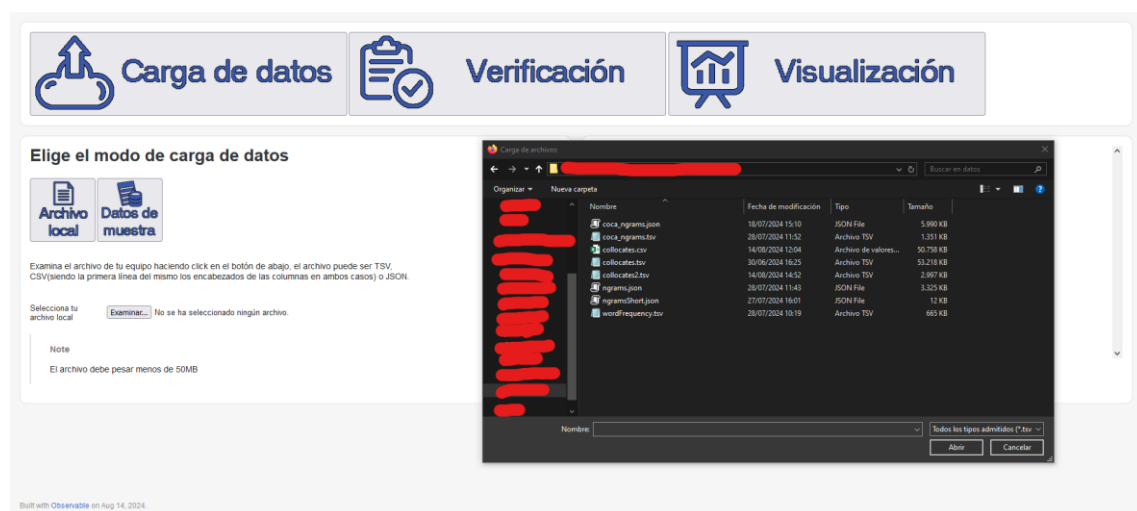 Carga de datos
Verificación
Visualización
Elige el modo de carga de datos
Archivo local
Datos de muestra
Examina el archivo de tu equipo haciendo click en el botón de abajo, el archivo puede ser TSV,
CSV(siendo la primera línea del mismo los encabezados de las columnas en ambos casos) o JSON.
Selecciona tu
archivo local
Examinar... No se ha seleccionado ningún archivo.
Note
El archivo debe pesar menos de 50MB
Carga de archivos
Buscar en datos
Organizar
Nueva carpeta
Nombre Fecha de modificación Tipo Tamaño
coca_ngrams.json 18/07/2024 15:10 JSON File 5.990 KB
coca_ngrams.tsv 28/07/2024 11:52 Archivo TSV 1.351 KB
collocates.csv 14/08/2024 12:04 Archivo de valores... 50.758 KB
collocates.tsv 30/06/2024 16:25 Archivo TSV 53.218 KB
collocates2.tsv 14/08/2024 14:52 Archivo TSV 2.997 KB
ngrams.json 28/07/2024 11:43 JSON File 3.325 KB
ngramsShort.json 27/07/2024 16:01 JSON File 12 KB
wordFrequency.tsv 28/07/2024 10:19 Archivo TSV 665 KB
Nombre:
Todos los tipos admitidos (*.tsv
Abrir
Cancelar
Built with Observable on Aug 14, 2024.